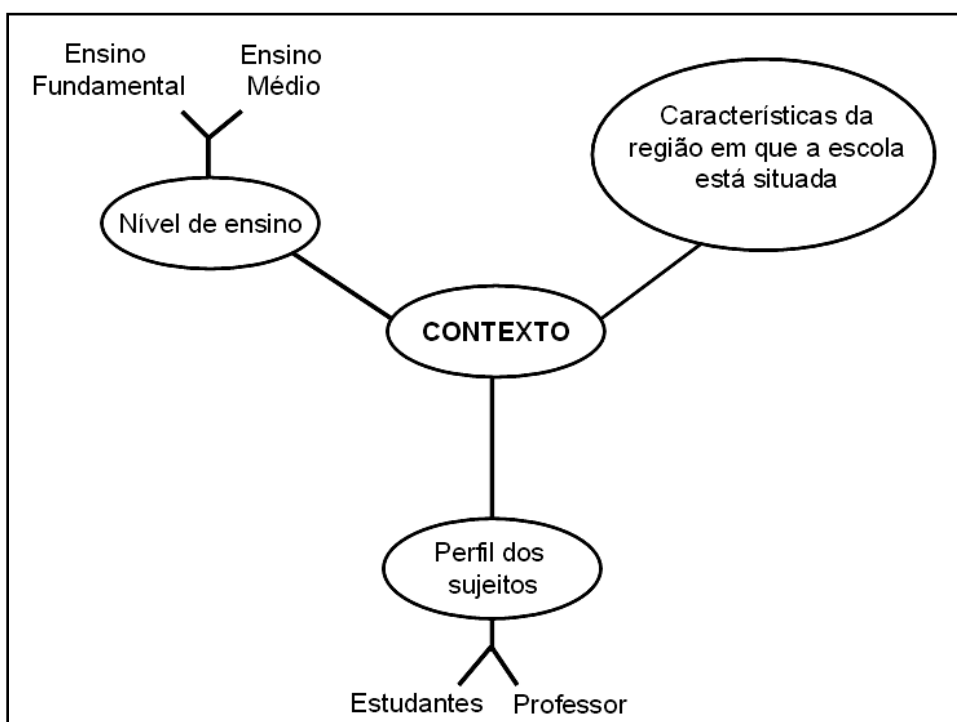 Ensino
Fundamental
Ensino
Médio
Nível de ensino
Características da
região em que a escola
está situada
CONTEXTO
Perfil dos
sujeitos
Estudantes
Professor